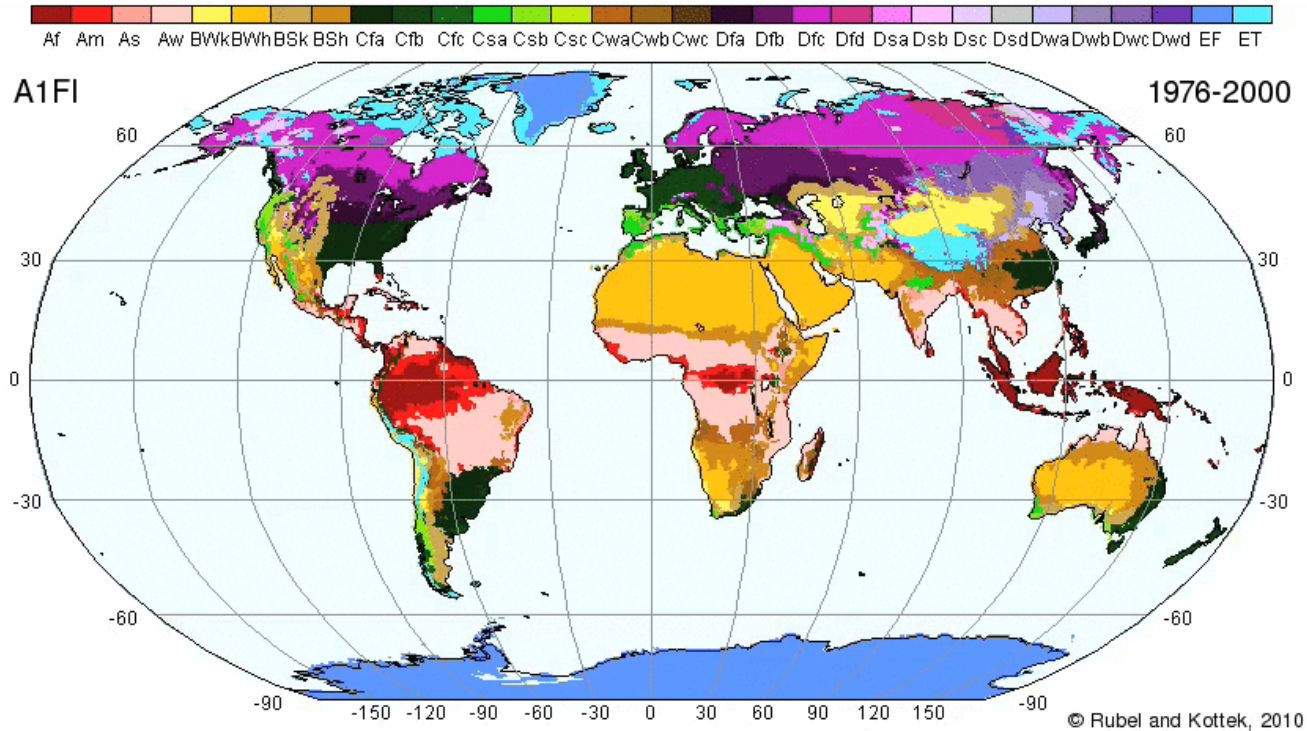 Af Am As Aw BWk BWh BSk BSh Cfa Cfb Cfc Csa Csb Csc Cwa Cwb Cwc Dfa Dfb Dfc Dfd Dsa Dsb Dsc Dsd Dwa Dwb Dwc Dwd EF ET
A1FI 1976-2000
60 60
30 30
0 0
-30 -30
-60 -60
-90 -90
-150 -120 -90 -60 -30 0 30 60 90 120 150
© Rubel and Kottek, 2010